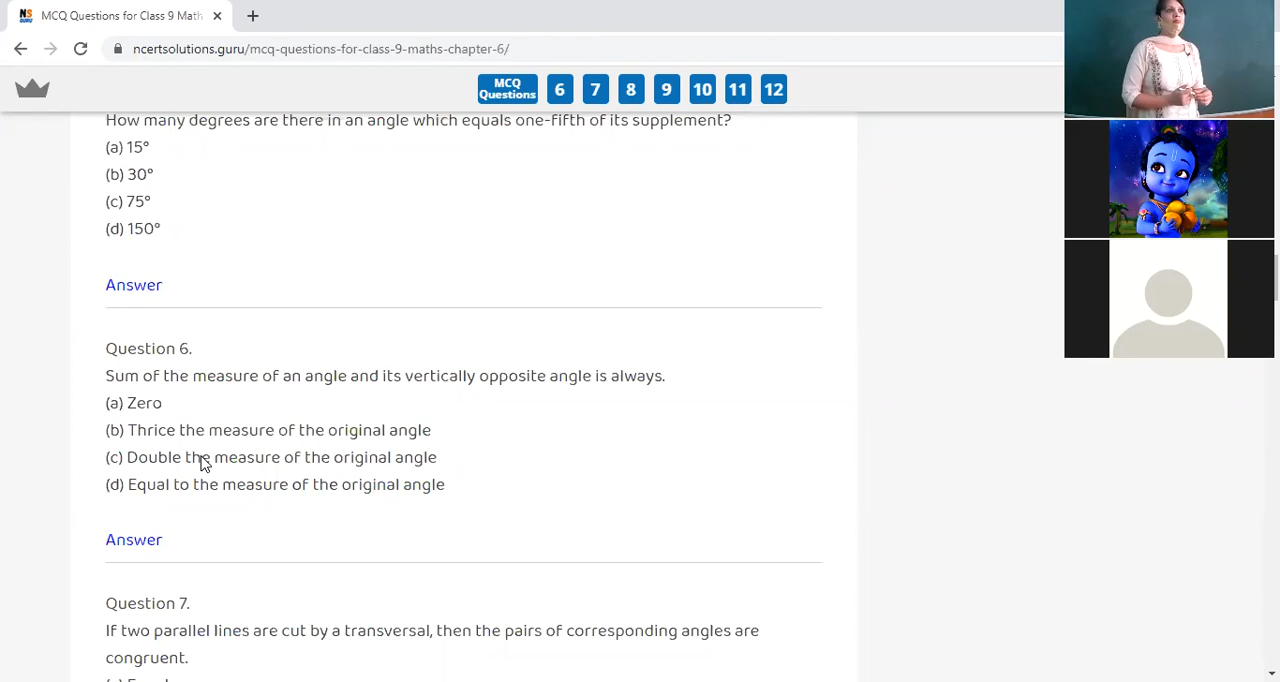 MCQ Questions for Class 9 Math
ncertsolutions.guru/mcq-questions-for-class-9-maths-chapter-6/
MCQ
Questions
6 7 8 9 10 11 12
How many degrees are there in an angle which equals one-fifth of its supplement?
(a) 15°
(b) 30°
(c) 75°
(d) 150°
Answer
Question 6.
Sum of the measure of an angle and its vertically opposite angle is always.
(a) Zero
(b) Thrice the measure of the original angle
(c) Double the measure of the original angle
(d) Equal to the measure of the original angle
Answer
Question 7.
If two parallel lines are cut by a transversal, then the pairs of corresponding angles are
congruent.